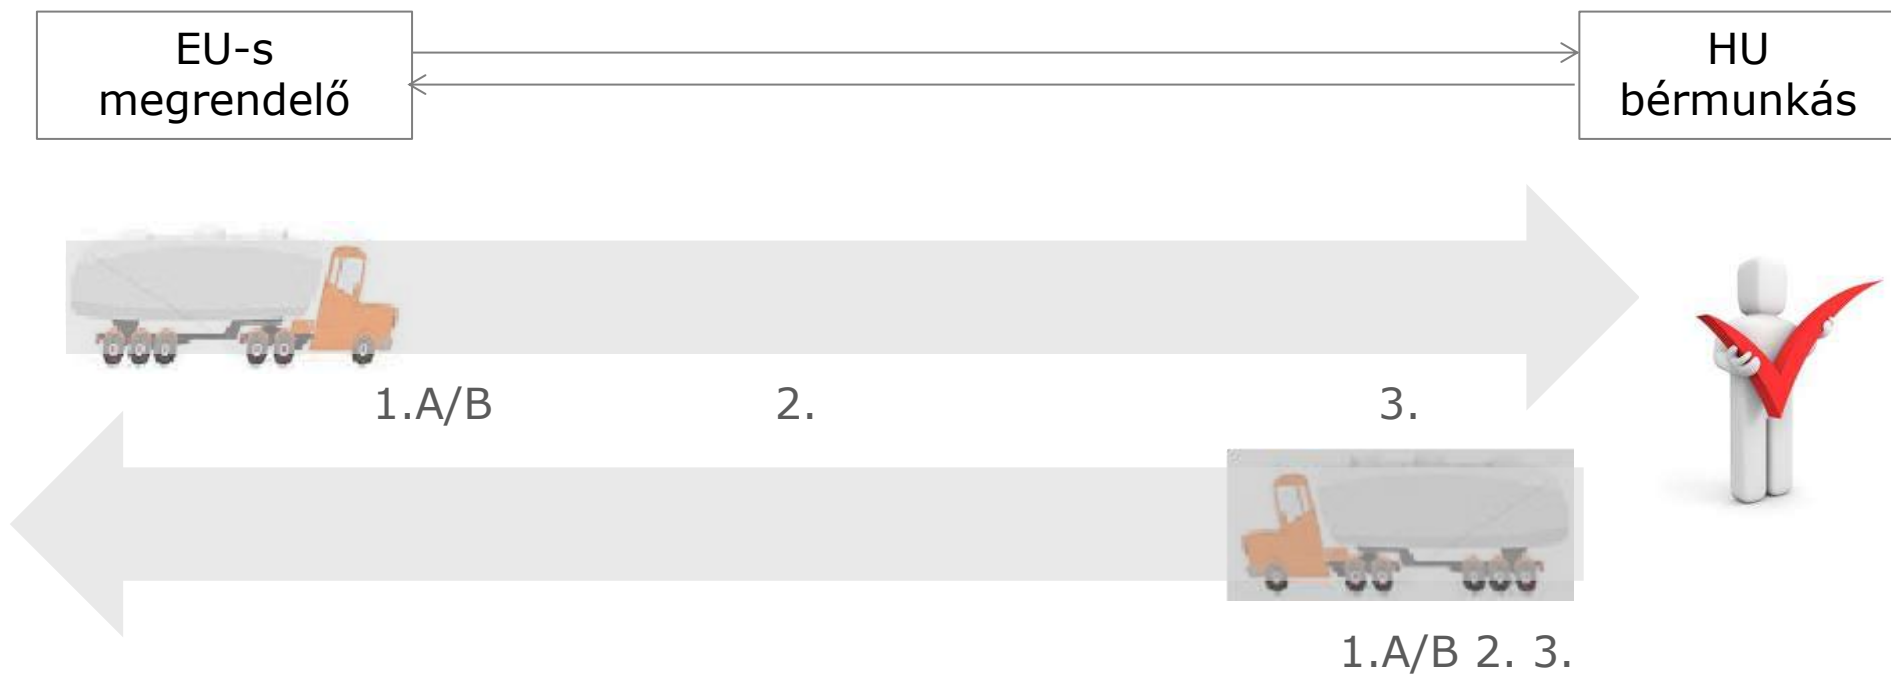 EU-s
megrendelő
HU
bérmunkás
1.A/B
2.
3.
1.A/B 2. 3.